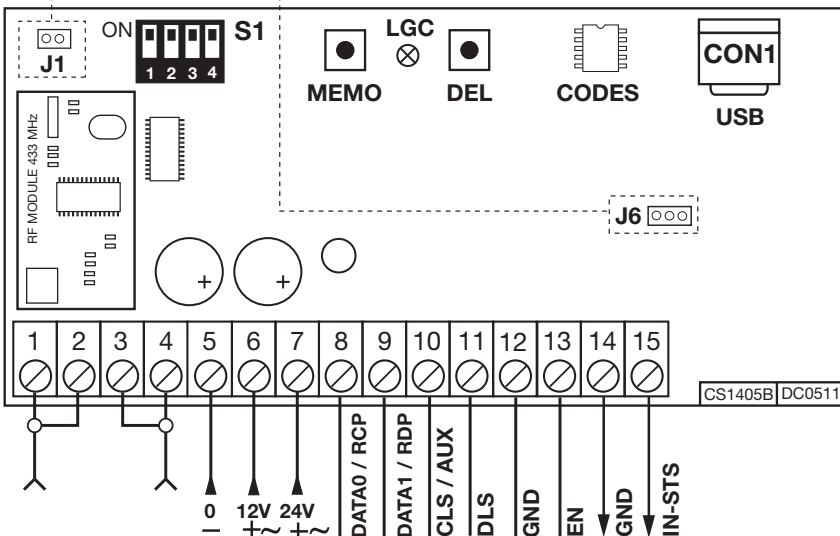 ON
S1
1 2 3 4
J1
MEMO
LGC
DEL
CODES
CON1
USB
RF MODULE 433 MHz
J6
+
+
1 2 3 4 5 6 7 8 9 10 11 12 13 14 15
CS1405B DC0511
0
–
12V
+~
24V
+~
DATA0 / RCP
DATA1 / RDP
CLS / AUX
DLS
GND
EN
GND
IN-STS